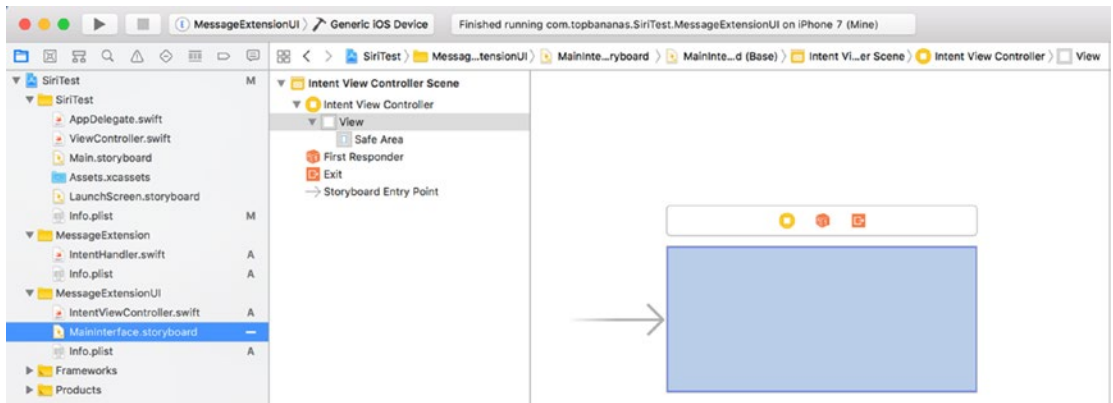 MessageExtensionUI › Generic iOS Device
Finished running com.topbananas.SiriTest.MessageExtensionUI on iPhone 7 (Mine)
SiriTest › Messag...tensionUI › MainInte...ryboard › MainInte...d (Base) › Intent Vi...er Scene › Intent View Controller › View
SiriTest M
SiriTest
AppDelegate.swift
ViewController.swift
Main.storyboard
Assets.xcassets
LaunchScreen.storyboard
Info.plist M
MessageExtension
IntentHandler.swift A
Info.plist A
MessageExtensionUI
IntentViewController.swift A
MainInterface.storyboard –
Info.plist A
Frameworks
Products
Intent View Controller Scene
Intent View Controller
View
Safe Area
First Responder
Exit
Storyboard Entry Point